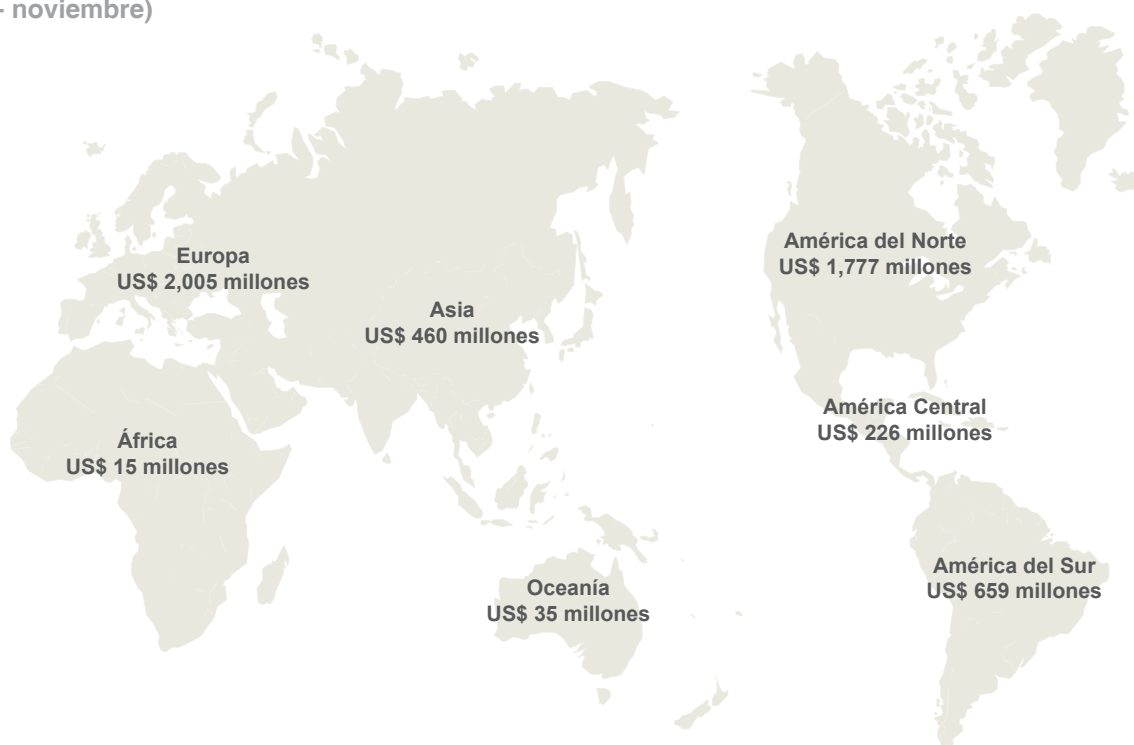 - noviembre)
Europa
US$ 2,005 millones
Asia
US$ 460 millones
África
US$ 15 millones
Oceanía
US$ 35 millones
América del Norte
US$ 1,777 millones
América Central
US$ 226 millones
América del Sur
US$ 659 millones